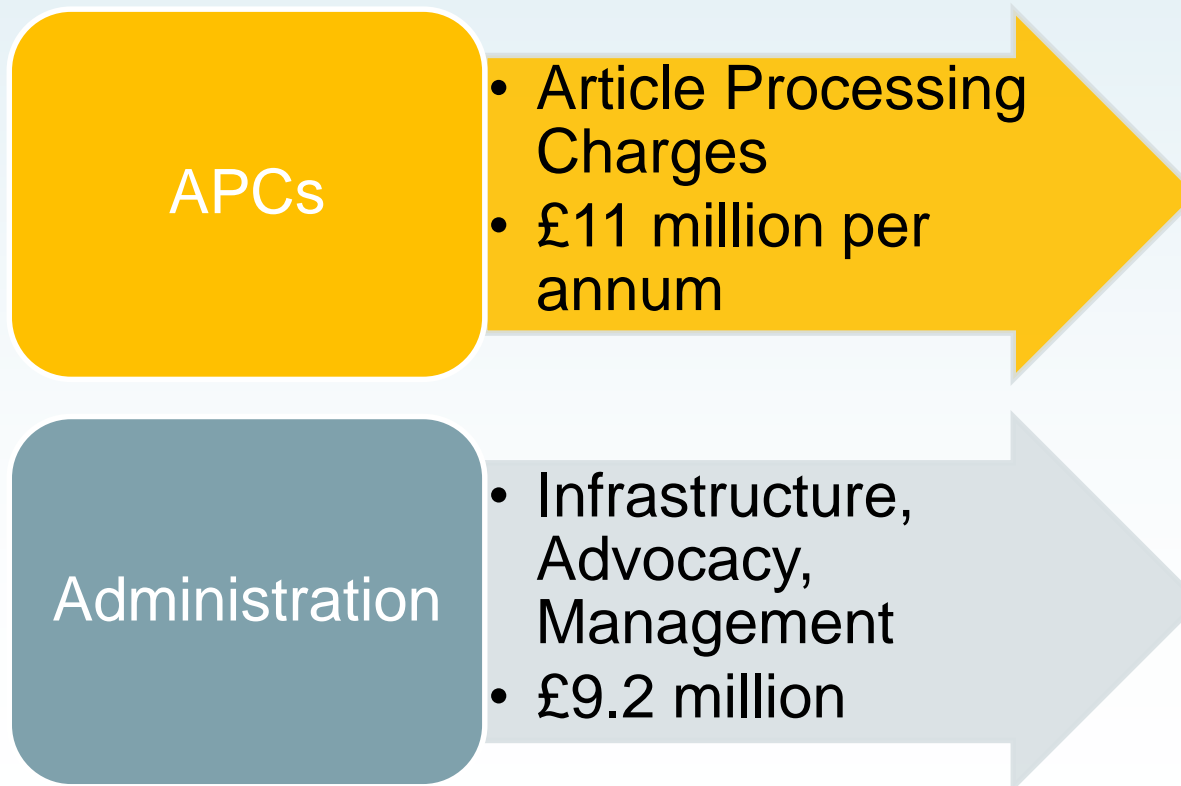 APCs
• Article Processing
Charges
• £11 million per
annum
Administration
• Infrastructure,
Advocacy,
Management
• £9.2 million